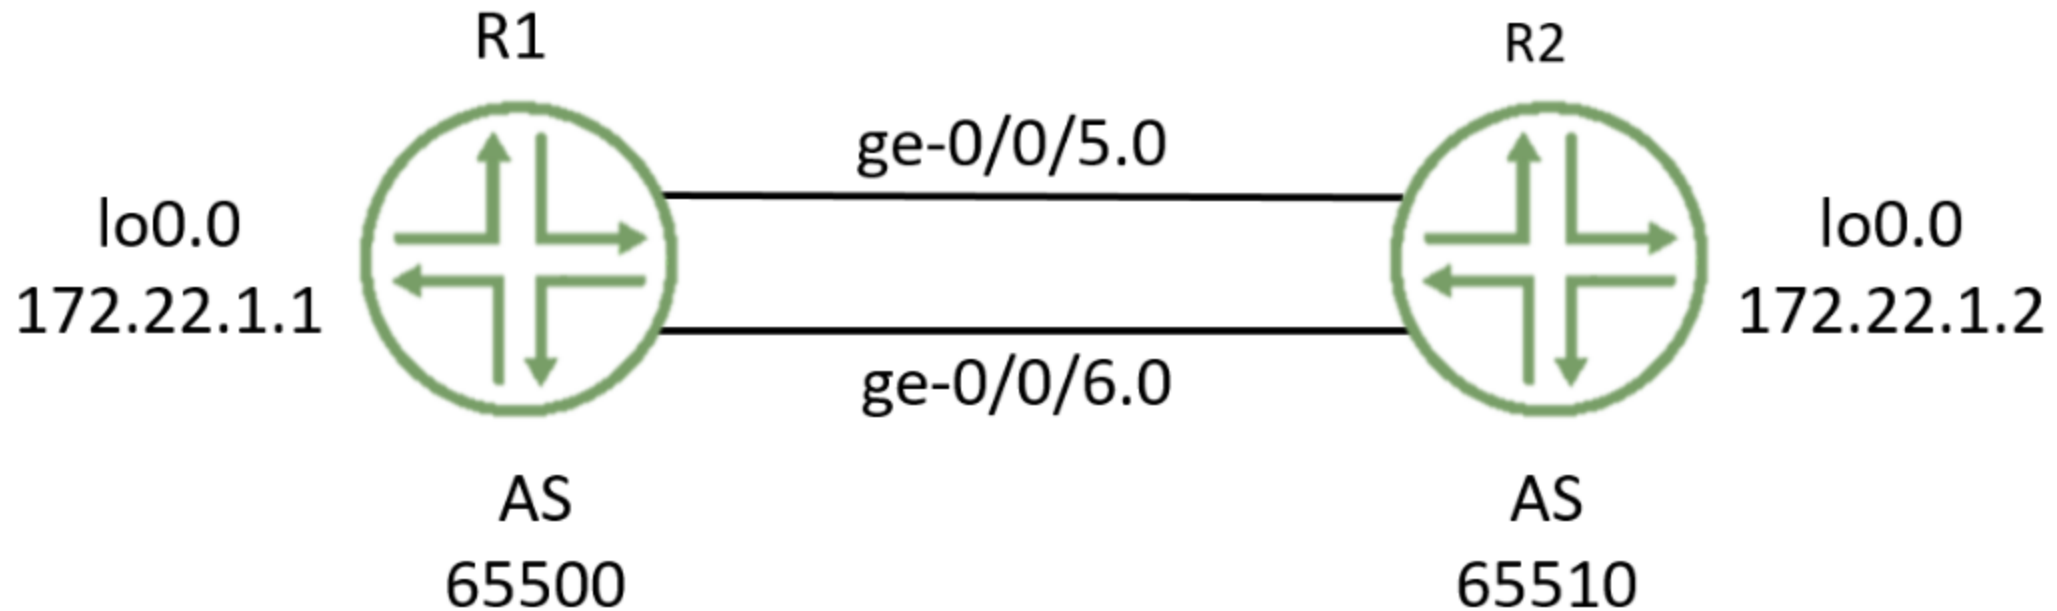 R1
R2
ge-0/0/5.0
lo0.0
172.22.1.1
lo0.0
172.22.1.2
ge-0/0/6.0
AS
65500
AS
65510